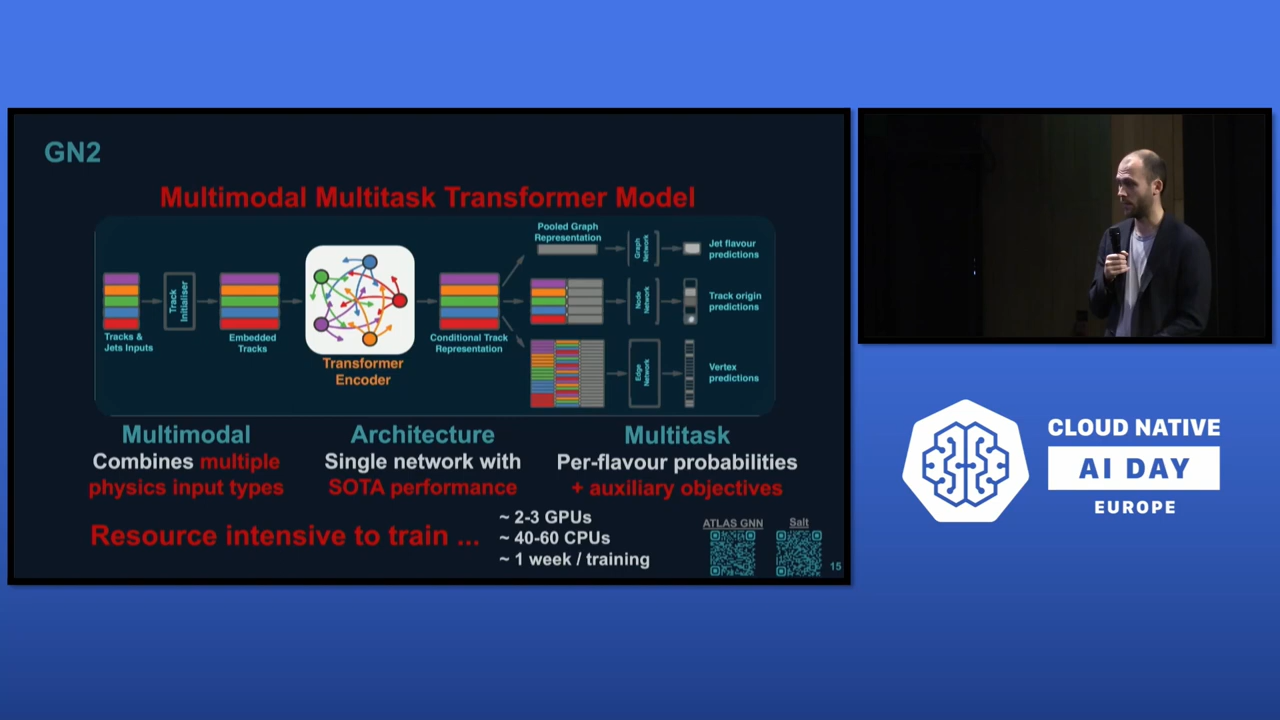 GN2
Multimodal Multitask Transformer Model
Tracks &
Jets Inputs
Track
Initialiser
Embedded
Tracks
Transformer
Encoder
Conditional Track
Representation
Pooled Graph
Representation
Graph
Network
Jet flavour
predictions
Node
Network
Track origin
predictions
Edge
Network
Vertex
predictions
Multimodal
Combines multiple
physics input types
Architecture
Single network with
SOTA performance
Multitask
Per-flavour probabilities
+ auxiliary objectives
Resource intensive to train ...
~ 2-3 GPUs
~ 40-60 CPUs
~ 1 week / training
ATLAS GNN
Salt
15
CLOUD NATIVE
AI DAY
EUROPE